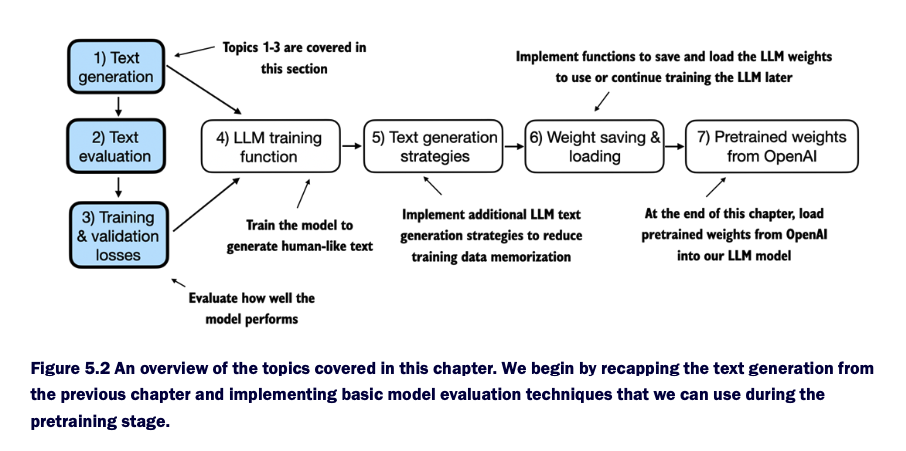 1) Text
generation
Topics 1-3 are covered in
this section
2) Text
evaluation
3) Training
& validation
losses
Evaluate how well the
model performs
4) LLM training
function
Train the model to
generate human-like text
5) Text generation
strategies
Implement additional LLM text
generation strategies to reduce
training data memorization
Implement functions to save and load the LLM weights
to use or continue training the LLM later
6) Weight saving &
loading
7) Pretrained weights
from OpenAI
At the end of this chapter, load
pretrained weights from OpenAI
into our LLM model
Figure 5.2 An overview of the topics covered in this chapter. We begin by recapping the text generation from
the previous chapter and implementing basic model evaluation techniques that we can use during the
pretraining stage.